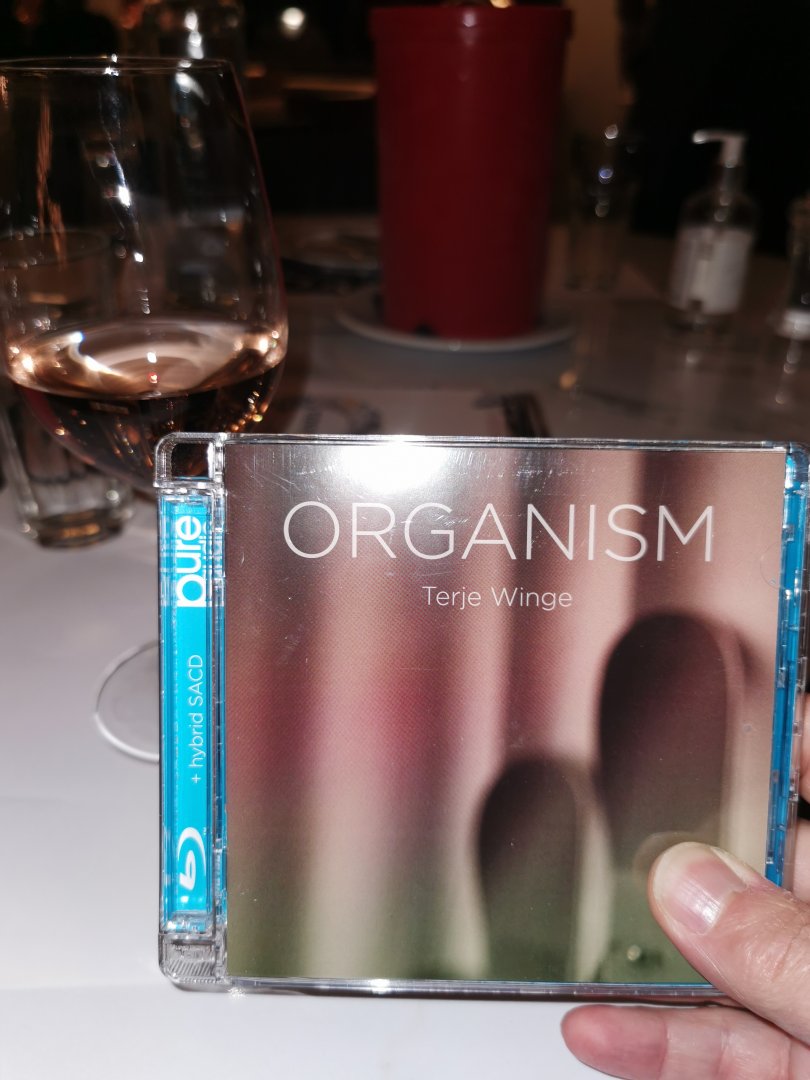 ORGANISM
Terje Winge
pure
+ hybrid SACD